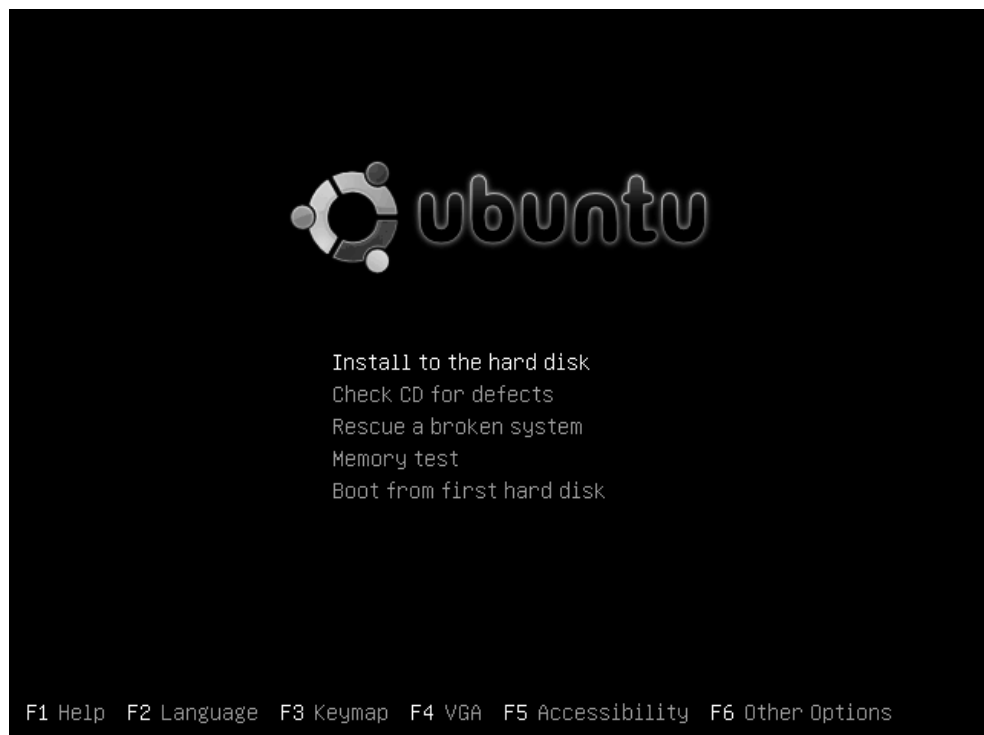 ubuntu
Install to the hard disk
Check CD for defects
Rescue a broken system
Memory test
Boot from first hard disk
F1 Help F2 Language F3 Keymap F4 VGA F5 Accessibility F6 Other Options